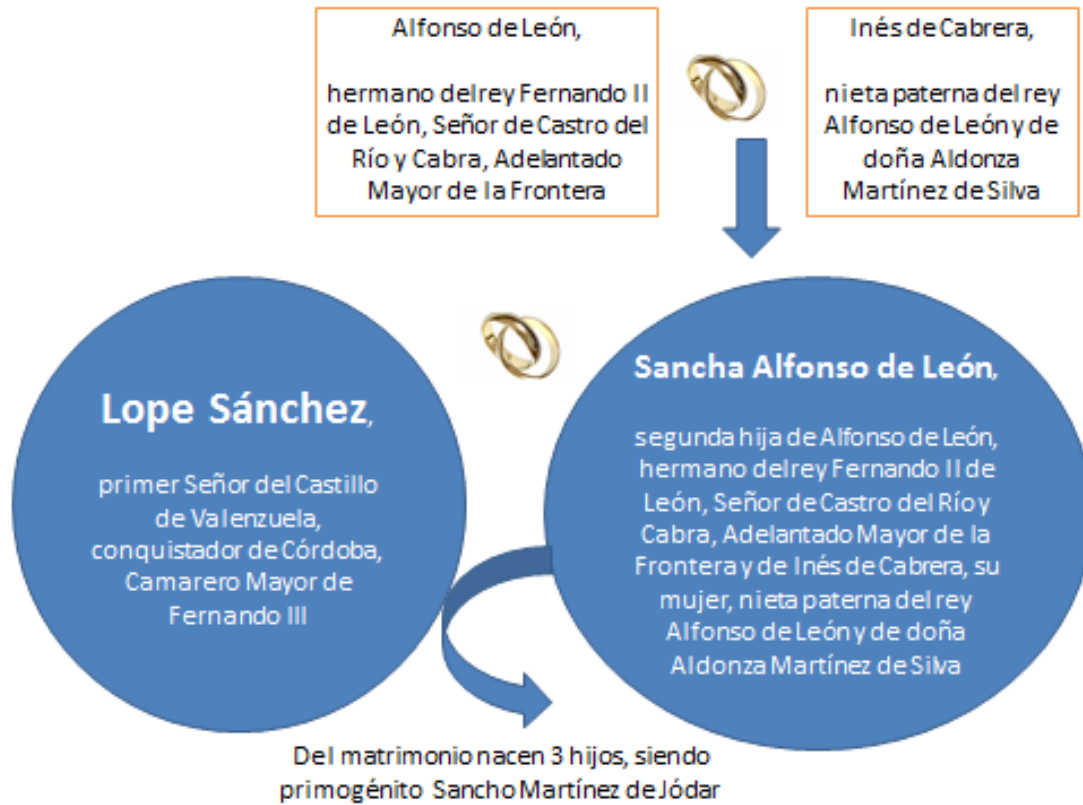 Alfonso de León,
hermano del rey Fernando II
de León, Señor de Castro del
Río y Cabra, Adelantado
Mayor de la Frontera
Inés de Cabrera,
nieta paterna del rey
Alfonso de León y de
doña Aldonza
Martínez de Silva
Lope Sánchez,
primer Señor del Castillo
de Valenzuela,
conquistador de Córdoba,
Camarero Mayor de
Fernando III
Sancha Alfonso de León,
segunda hija de Alfonso de León,
hermano del rey Fernando II de
León, Señor de Castro del Río y
Cabra, Adelantado Mayor de la
Frontera y de Inés de Cabrera, su
mujer, nieta paterna del rey
Alfonso de León y de doña
Aldonza Martínez de Silva
Del matrimonio nacen 3 hijos, siendo
primogénito Sancho Martínez de Jódar